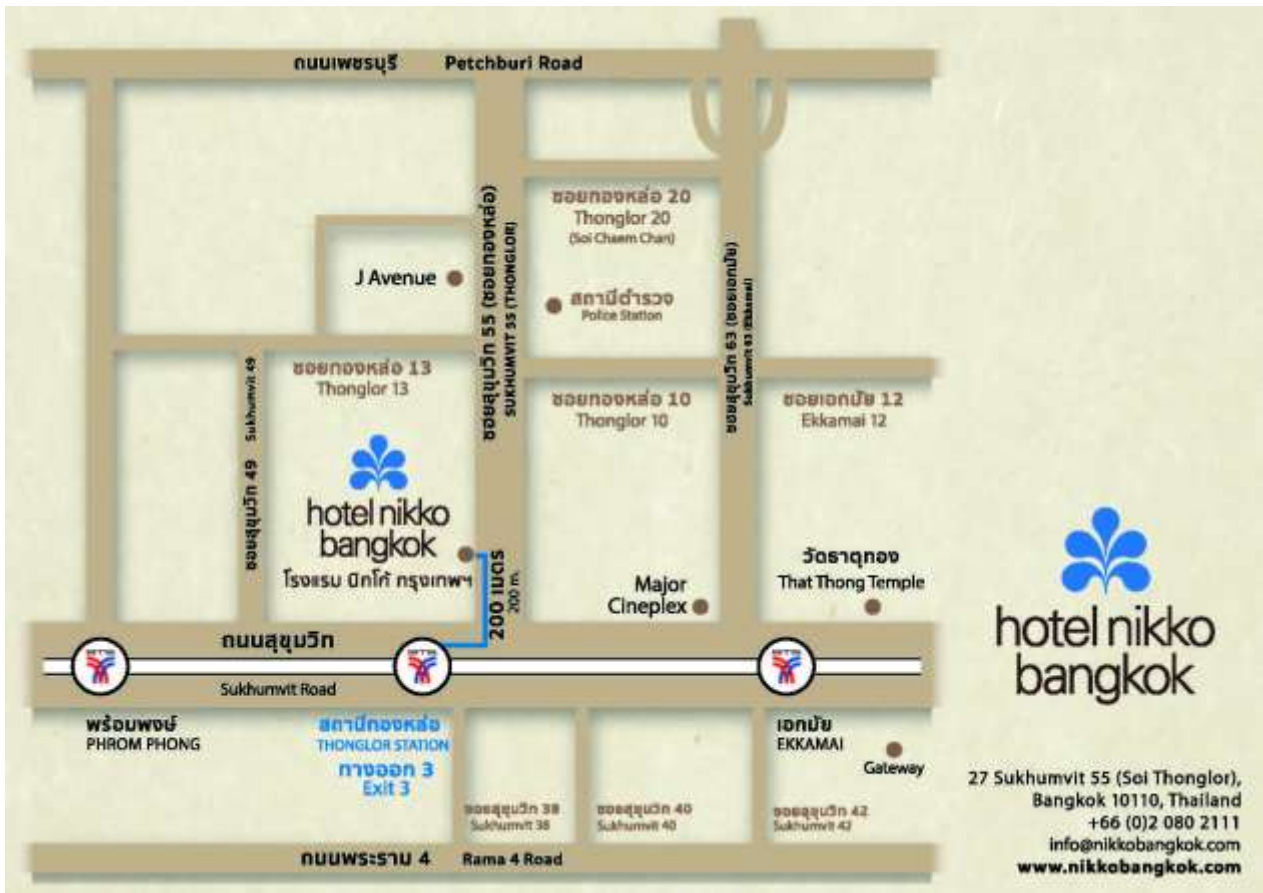 ถนนเพชรบุรี Petchburi Road
ซอยทองหล่อ 20
Thonglor 20
(Soi Chaem Chan)
ซอยสุขุมวิท 55 (ซอยทองหล่อ)
SUKHUMVIT 55 (THONGLOR)
ซอยสุขุมวิท 63 (ซอยเอกมัย)
Sukhumvit 63 (Ekkamai)
J Avenue
สถานีตำรวจ
Police Station
ซอยสุขุมวิท 49 Sukhumvit 49
ซอยทองหล่อ 13
Thonglor 13
ซอยทองหล่อ 10
Thonglor 10
ซอยเอกมัย 12
Ekkamai 12
hotel nikko
bangkok
โรงแรม นิกโก้ กรุงเทพฯ
200 เมตร
200 m.
Major
Cineplex
วัดธาตุทอง
That Thong Temple
ถนนสุขุมวิท
BTS
BTS
BTS
Sukhumvit Road
พร้อมพงษ์
PHROM PHONG
สถานีทองหล่อ
THONGLOR STATION
ทางออก 3
Exit 3
เอกมัย
EKKAMAI
Gateway
ซอยสุขุมวิท 38
Sukhumvit 38
ซอยสุขุมวิท 40
Sukhumvit 40
ซอยสุขุมวิท 42
Sukhumvit 42
ถนนพระราม 4 Rama 4 Road
hotel nikko
bangkok
27 Sukhumvit 55 (Soi Thonglor),
Bangkok 10110, Thailand
+66 (0)2 080 2111
info@nikkobangkok.com
www.nikkobangkok.com